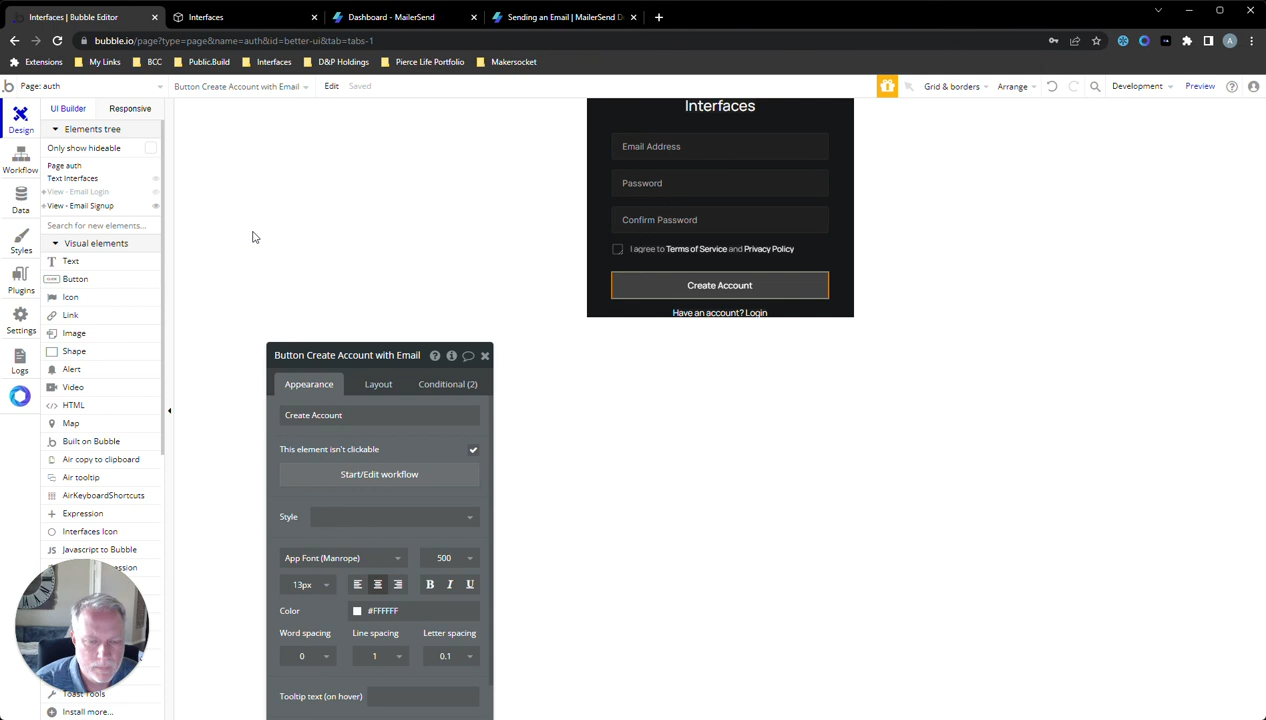 Interfaces | Bubble Editor
Interfaces
Dashboard - MailerSend
Sending an Email | MailerSend D
bubble.io/page?type=page&name=auth&id=better-ui&tab=tabs-1
A
Extensions
My Links
BCC
Public.Build
Interfaces
D&P Holdings
Pierce Life Portfolio
Makersocket
Page: auth
Button Create Account with Email
Edit
Saved
Grid & borders
Arrange
Development
Preview
Design
Workflow
Data
Styles
Plugins
Settings
Logs
UI Builder
Responsive
Elements tree
Only show hideable
Page auth
Text Interfaces
+View - Email Login
+View - Email Signup
Search for new elements...
Visual elements
Text
CLICK
Button
Icon
Link
Image
Shape
Alert
Video
HTML
Map
Built on Bubble
Air copy to clipboard
Air tooltip
AirKeyboardShortcuts
Expression
Interfaces Icon
JS Javascript to Bubble
Toast Tools
Install more...
Interfaces
Email Address
Password
Confirm Password
I agree to Terms of Service and Privacy Policy
Create Account
Have an account? Login
Button Create Account with Email
Appearance
Layout
Conditional (2)
Create Account
This element isn't clickable
Start/Edit workflow
Style
App Font (Manrope)
500
13px
B
I
U
Color
#FFFFFF
Word spacing
Line spacing
Letter spacing
0
1
0.1
Tooltip text (on hover)